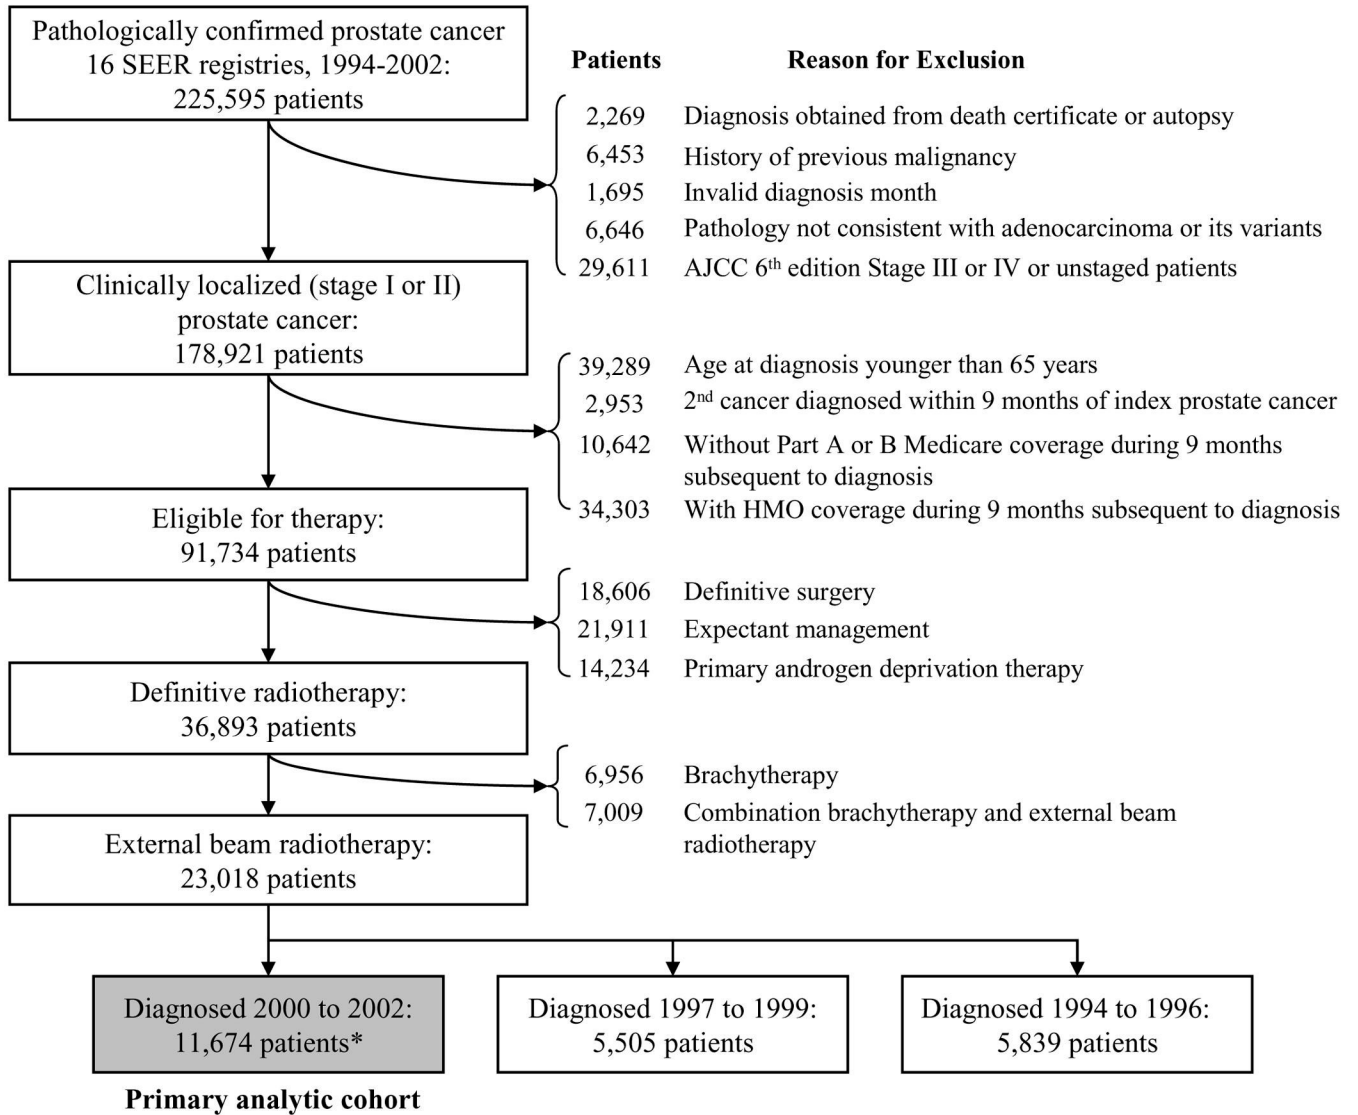 Pathologically confirmed prostate cancer
16 SEER registries, 1994-2002:
225,595 patients
Patients Reason for Exclusion
2,269 Diagnosis obtained from death certificate or autopsy
6,453 History of previous malignancy
1,695 Invalid diagnosis month
6,646 Pathology not consistent with adenocarcinoma or its variants
29,611 AJCC 6th edition Stage III or IV or unstaged patients
Clinically localized (stage I or II)
prostate cancer:
178,921 patients
39,289 Age at diagnosis younger than 65 years
2,953 2nd cancer diagnosed within 9 months of index prostate cancer
10,642 Without Part A or B Medicare coverage during 9 months
subsequent to diagnosis
34,303 With HMO coverage during 9 months subsequent to diagnosis
Eligible for therapy:
91,734 patients
18,606 Definitive surgery
21,911 Expectant management
14,234 Primary androgen deprivation therapy
Definitive radiotherapy:
36,893 patients
6,956 Brachytherapy
7,009 Combination brachytherapy and external beam
radiotherapy
External beam radiotherapy:
23,018 patients
Diagnosed 2000 to 2002:
11,674 patients*
Diagnosed 1997 to 1999:
5,505 patients
Diagnosed 1994 to 1996:
5,839 patients
Primary analytic cohort